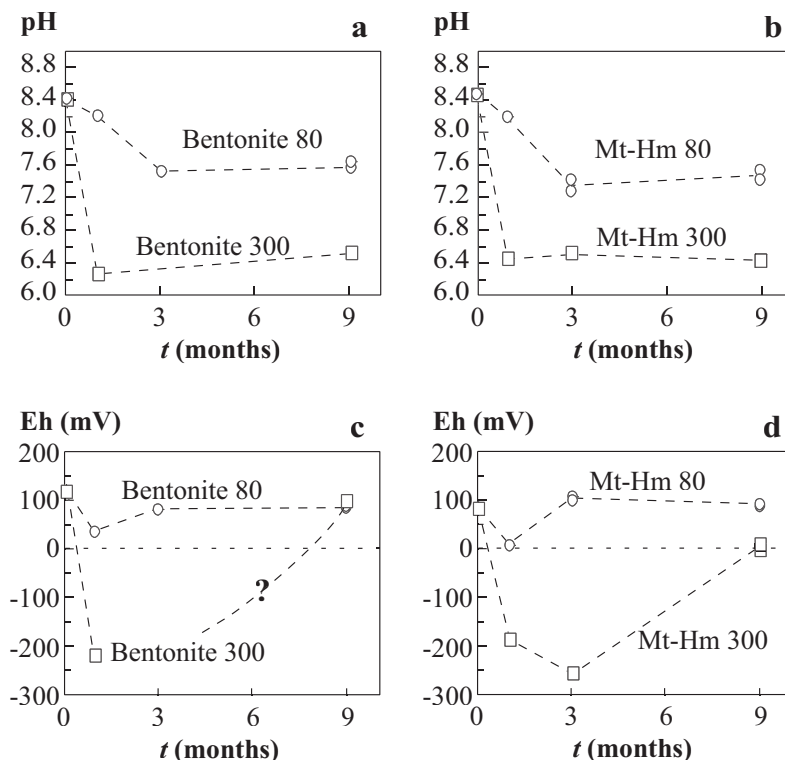 pH
a
8.8
8.4
8.0
7.6
7.2
6.8
6.4
6.0
Bentonite 80
Bentonite 300
0
3
6
9
t (months)
pH
b
8.8
8.4
8.0
7.6
7.2
6.8
6.4
6.0
Mt-Hm 80
Mt-Hm 300
0
3
6
9
t (months)
Eh (mV)
c
200
100
0
-100
-200
-300
Bentonite 80
?
Bentonite 300
0
3
6
9
t (months)
Eh (mV)
d
200
100
0
-100
-200
-300
Mt-Hm 80
Mt-Hm 300
0
3
6
9
t (months)